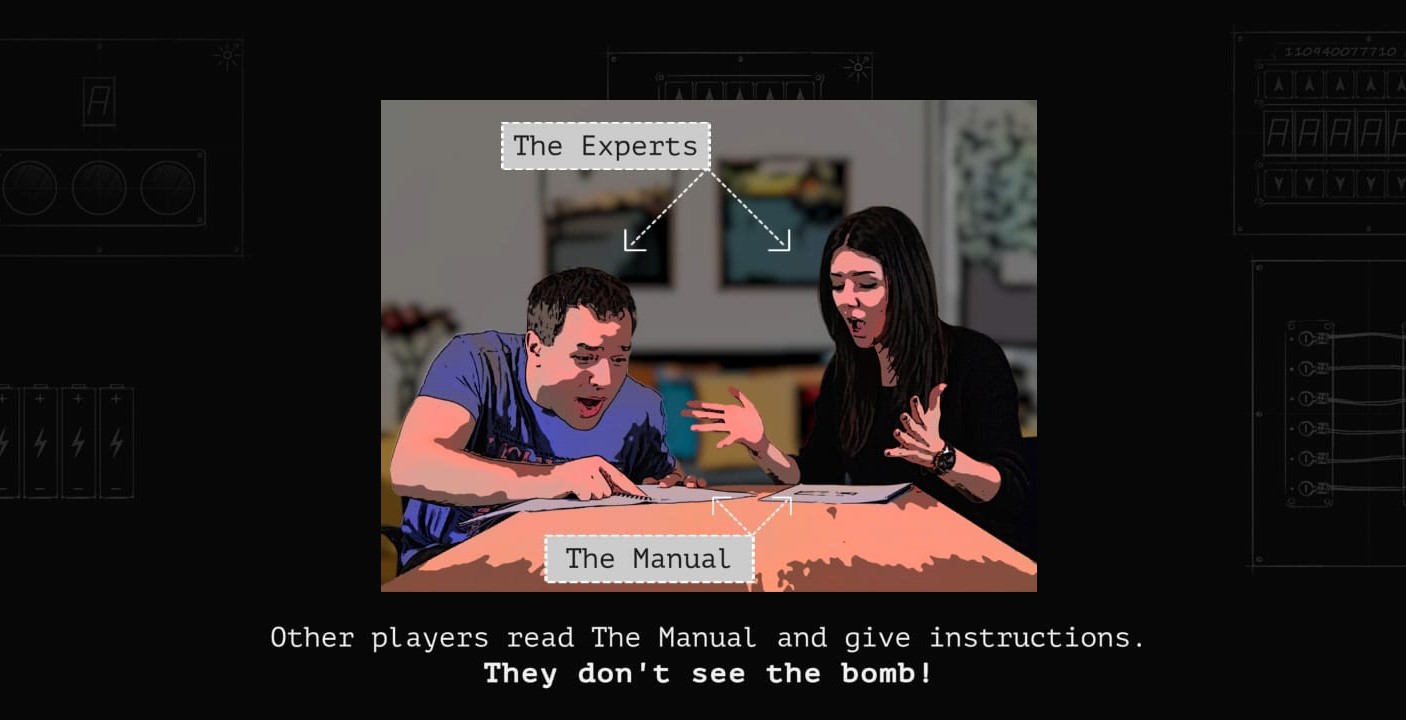 110940077710
The Experts
The Manual
Other players read The Manual and give instructions.
They don't see the bomb!